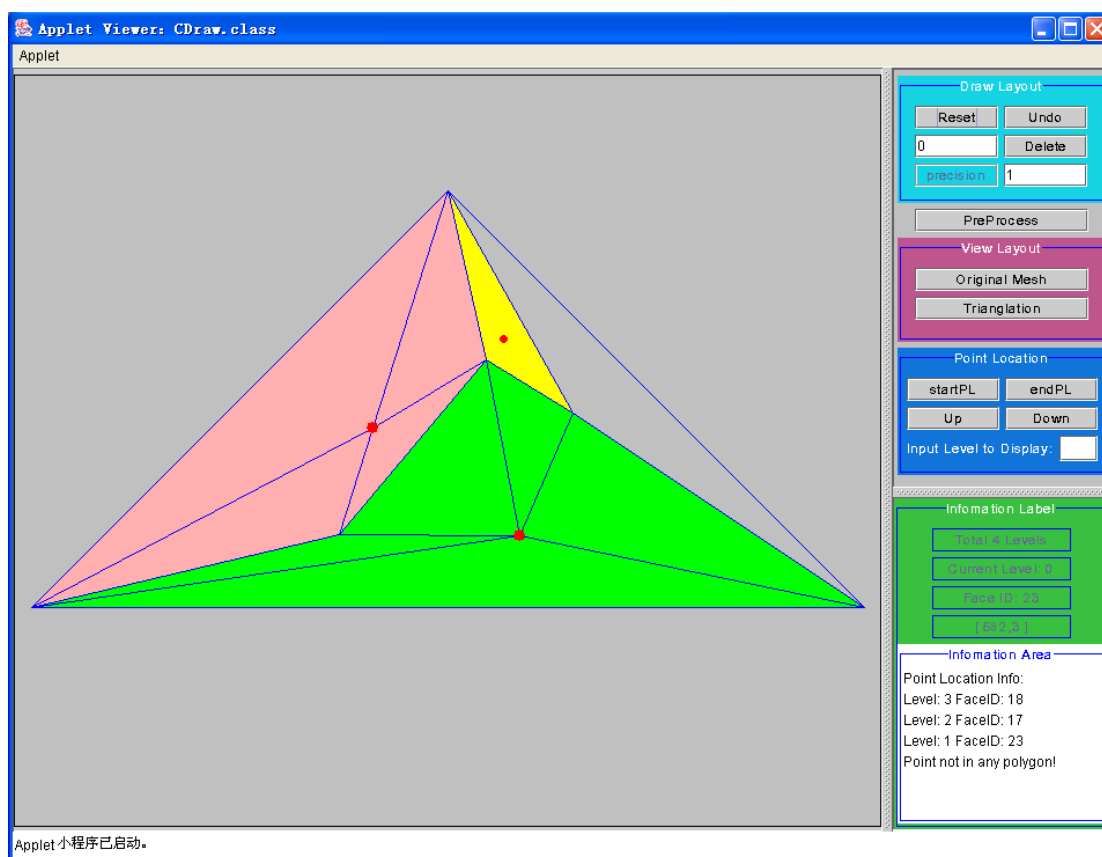 Applet Viewer: CDraw.class
Applet
Draw Layout
Reset Undo
0 Delete
precision 1
PreProcess
View Layout
Original Mesh
Trianglation
Point Location
startPL endPL
Up Down
Input Level to Display:
Infomation Label
Total 4 Levels
Current Level: 0
Face ID: 23
[ 582,3 ]
Infomation Area
Point Location Info:
Level: 3 FaceID: 18
Level: 2 FaceID: 17
Level: 1 FaceID: 23
Point not in any polygon!
Applet 小程序已启动。